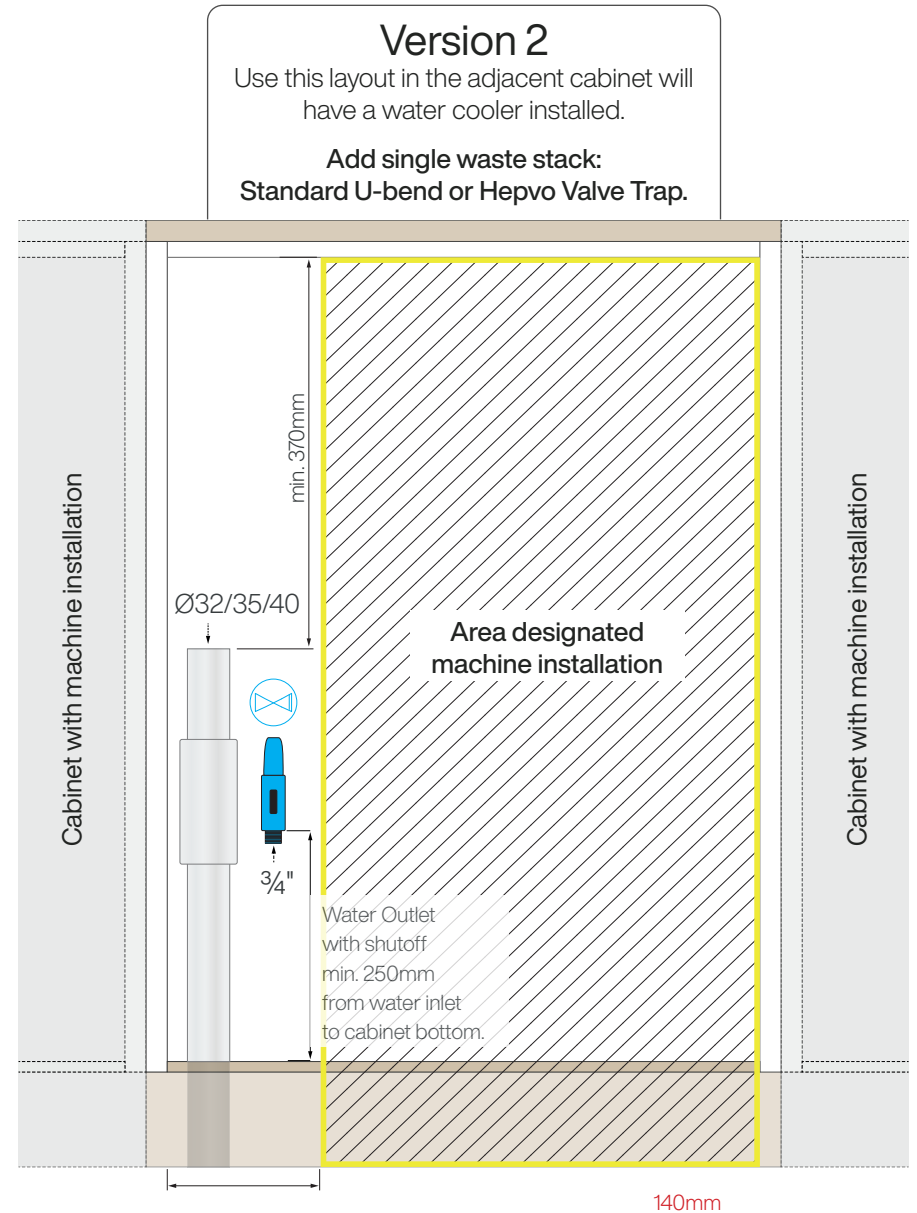 Version 2
Use this layout in the adjacent cabinet will
have a water cooler installed.
Add single waste stack:
Standard U-bend or Hepvo Valve Trap.
min. 370mm
Cabinet with machine installation
Ø32/35/40
Area designated
machine installation
Cabinet with machine installation
¾"
Water Outlet
with shutoff
min. 250mm
from water inlet
to cabinet bottom.
140mm